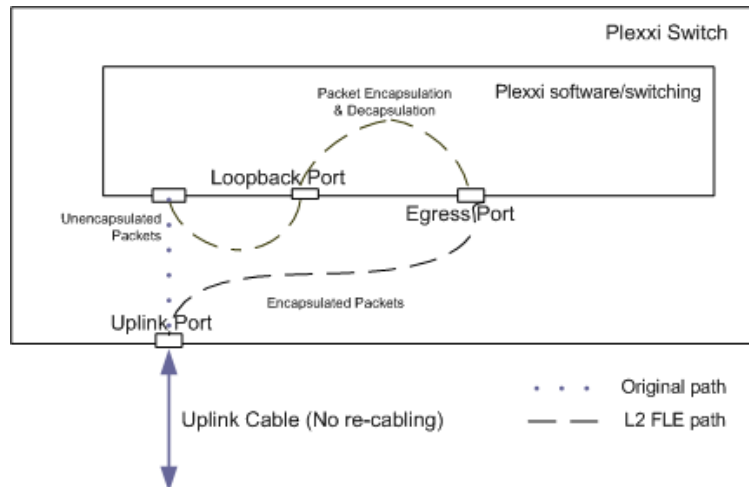 Plexxi Switch
Packet Encapsulation
& Decapsulation
Plexxi software/switching
Loopback Port
Unencapsulated
Packets
Egress Port
Encapsulated Packets
Uplink Port
Uplink Cable (No re-cabling)
Original path
L2 FLE path